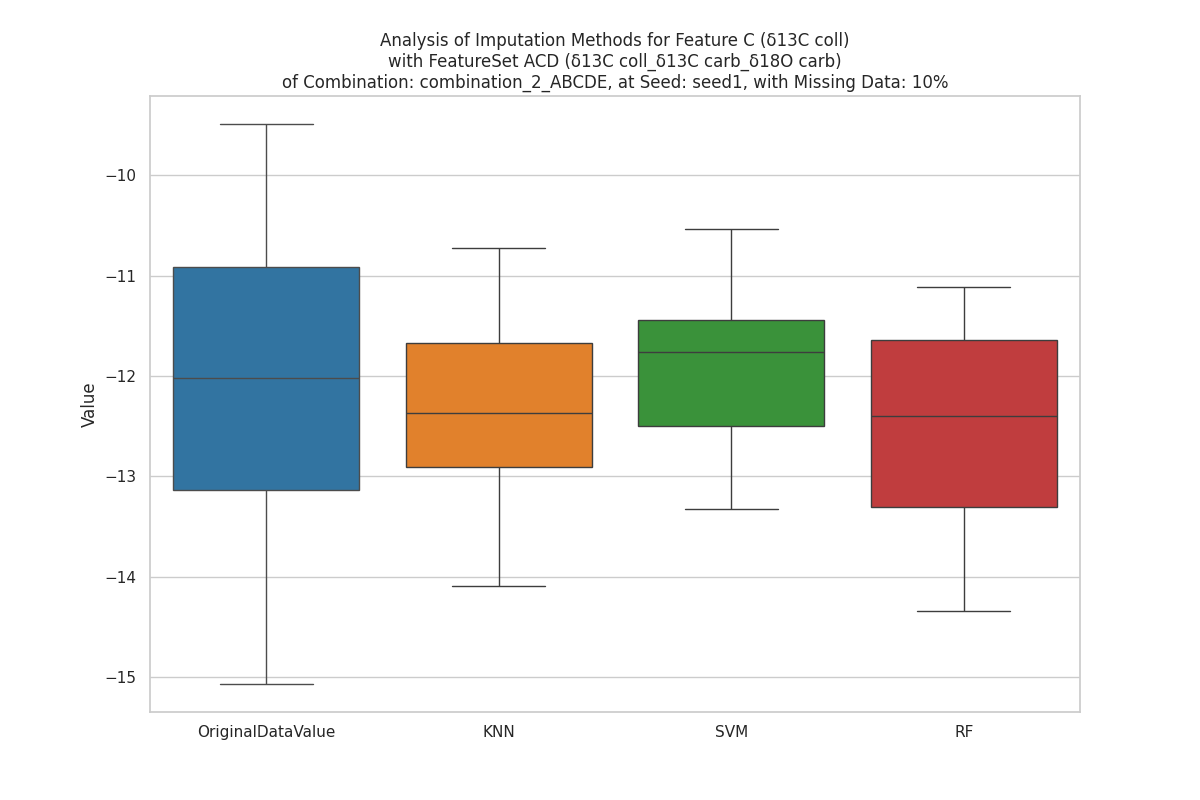 Analysis of Imputation Methods for Feature C (δ13C coll)
with FeatureSet ACD (δ13C coll_δ13C carb_δ18O carb)
of Combination: combination_2_ABCDE, at Seed: seed1, with Missing Data: 10%
Value
−10
−11
−12
−13
−14
−15
OriginalDataValue
KNN
SVM
RF